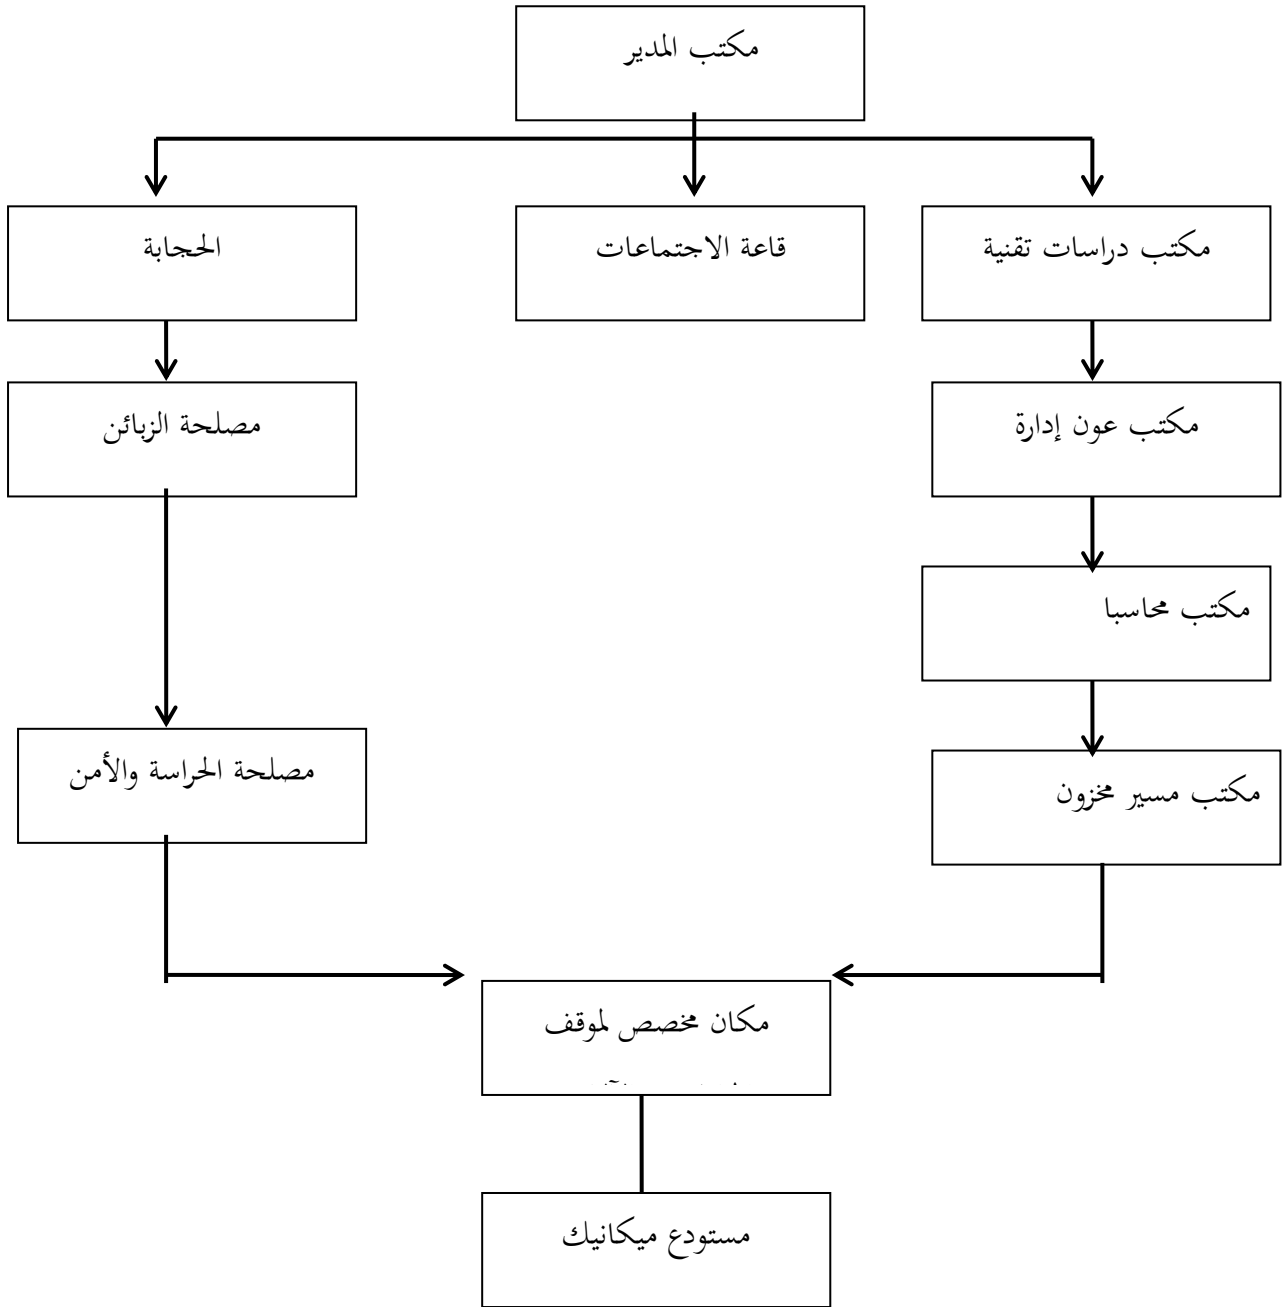 مكتب المدير
مكتب دراسات تقنية
قاعة الاجتماعات
الحجابة
مكتب عون إدارة
مصلحة الزبائن
مكتب محاسبا
مكتب مسير مخزون
مصلحة الحراسة والأمن
مكان مخصص لموقف
مستودع ميكانيك